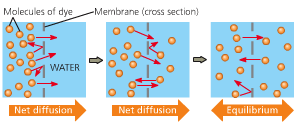 Molecules of dye
Membrane (cross section)
WATER
Net diffusion
Net diffusion
Equilibrium